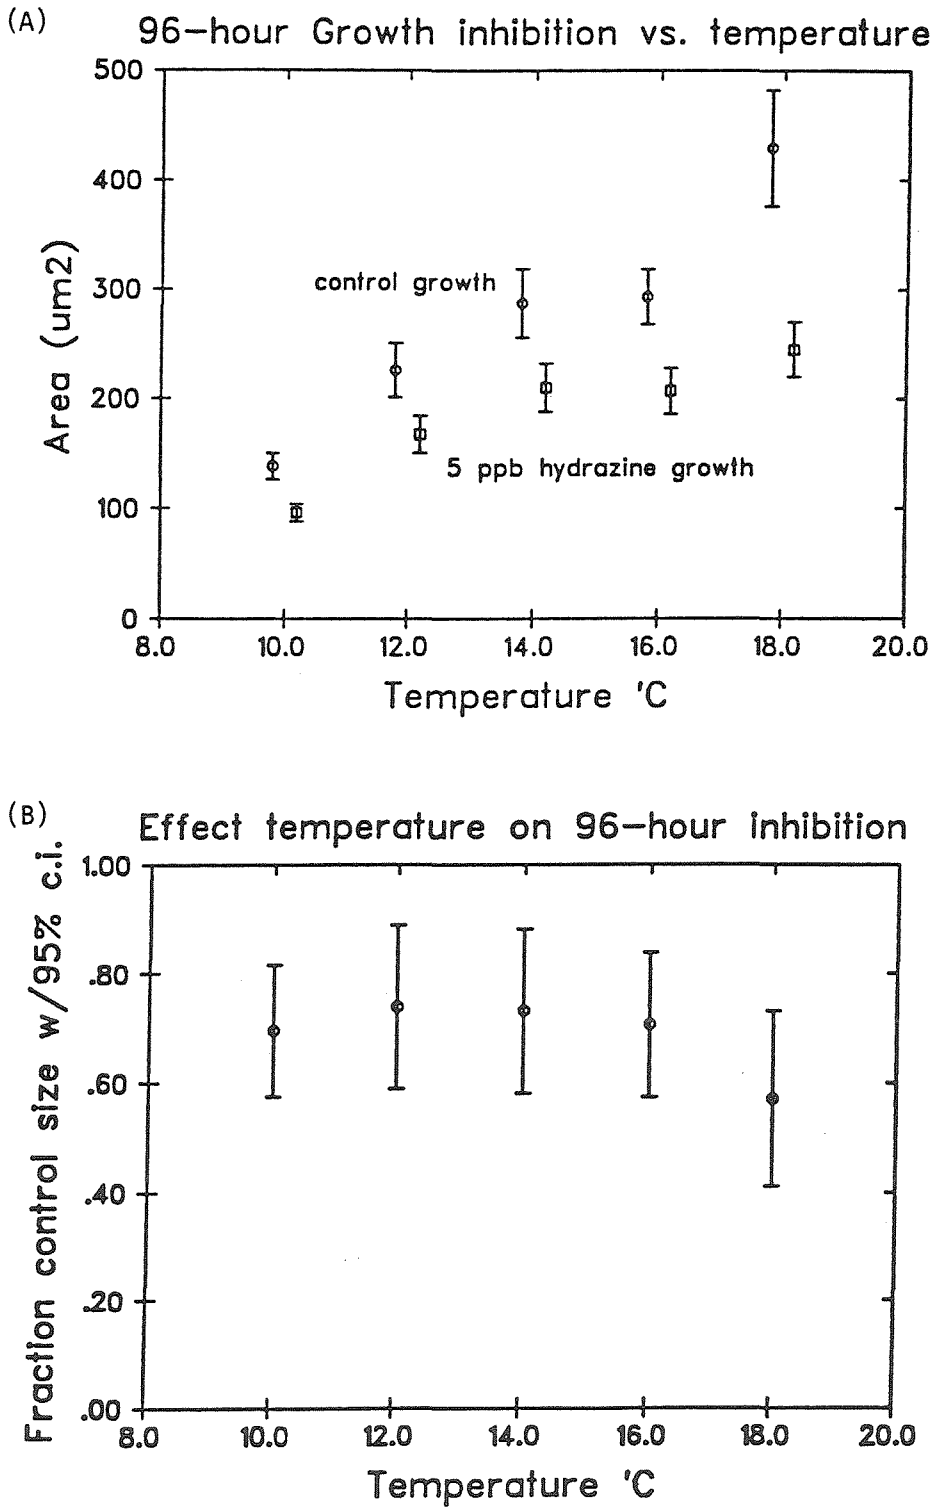 (A)
96-hour Growth inhibition vs. temperature
500
400
300
200
100
0
Area (um2)
control growth
5 ppb hydrazine growth
8.0 10.0 12.0 14.0 16.0 18.0 20.0
Temperature 'C
(B)
Effect temperature on 96-hour inhibition
1.00
.80
.60
.40
.20
.00
Fraction control size w/95% c.i.
8.0 10.0 12.0 14.0 16.0 18.0 20.0
Temperature 'C